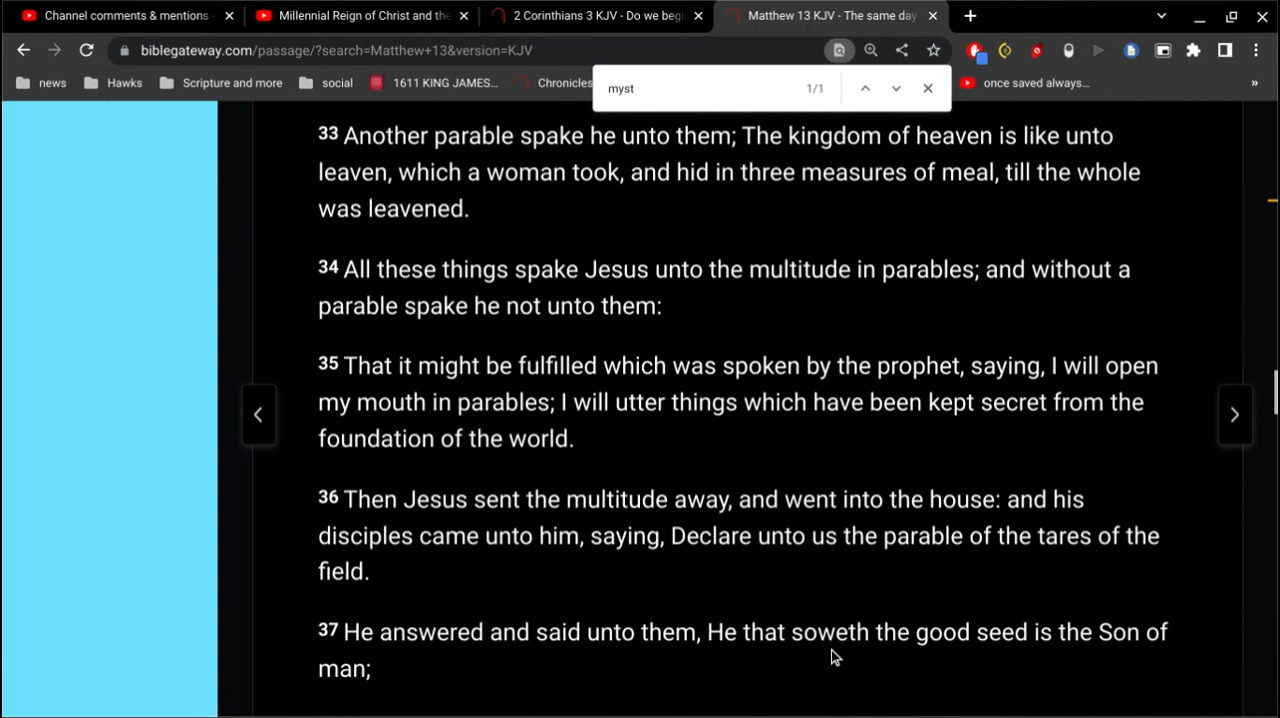 Channel comments & mentions
Millennial Reign of Christ and the
2 Corinthians 3 KJV - Do we begi
Matthew 13 KJV - The same day
biblegateway.com/passage/?search=Matthew+13&version=KJV
news
Hawks
Scripture and more
social
1611 KING JAMES...
Chronicles
once saved always...
»
myst
1/1
33 Another parable spake he unto them; The kingdom of heaven is like unto
leaven, which a woman took, and hid in three measures of meal, till the whole
was leavened.
34 All these things spake Jesus unto the multitude in parables; and without a
parable spake he not unto them:
35 That it might be fulfilled which was spoken by the prophet, saying, I will open
my mouth in parables; I will utter things which have been kept secret from the
foundation of the world.
36 Then Jesus sent the multitude away, and went into the house: and his
disciples came unto him, saying, Declare unto us the parable of the tares of the
field.
37 He answered and said unto them, He that soweth the good seed is the Son of
man;